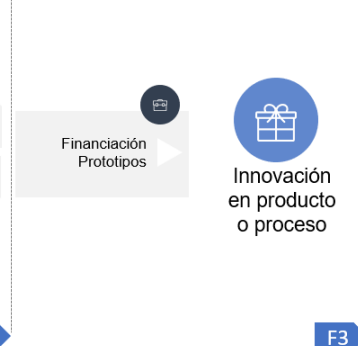 Financiación
Prototipos
Innovación
en producto
o proceso
F3